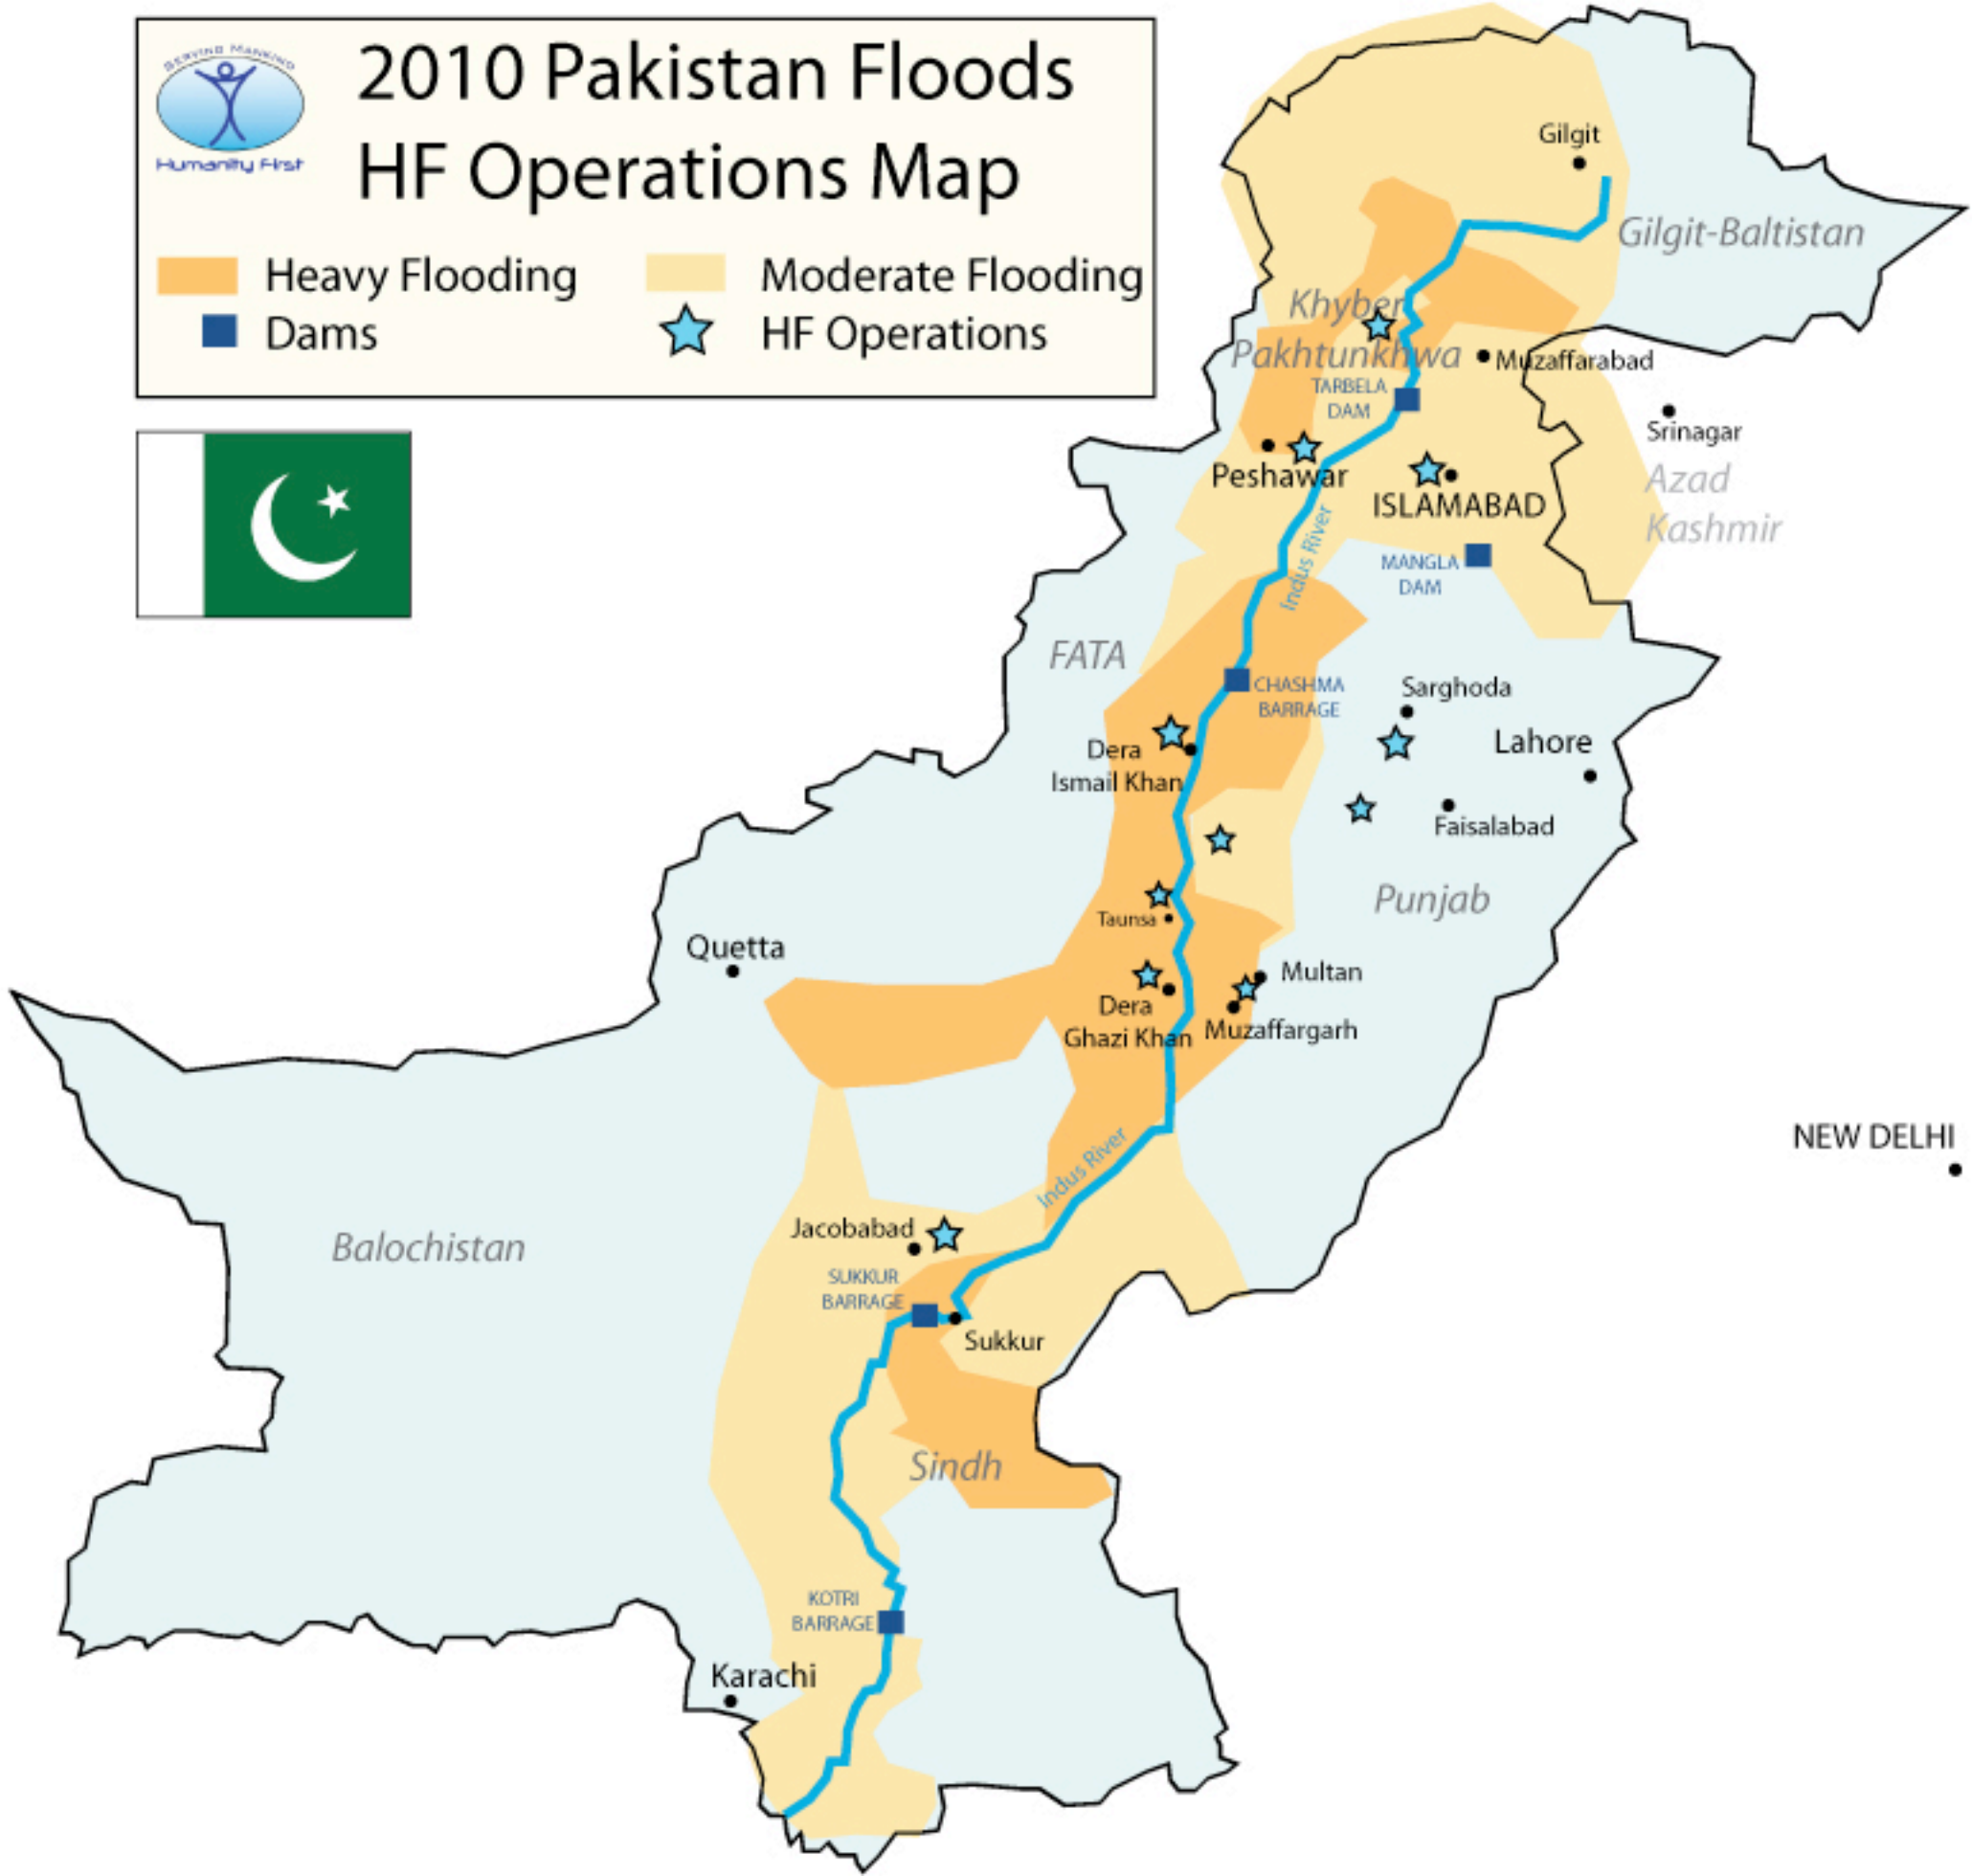 SERVING MANKIND
Humanity First
2010 Pakistan Floods
HF Operations Map
Heavy Flooding
Moderate Flooding
Dams
HF Operations
Gilgit
Gilgit-Baltistan
Khyber
Pakhtunkhwa
Muzaffarabad
TARBELA
DAM
Srinagar
Peshawar
Azad
Kashmir
ISLAMABAD
Indus River
MANGLA
DAM
FATA
CHASHMA
BARRAGE
Sarghoda
Lahore
Dera
Ismail Khan
Faisalabad
Punjab
Taunsa
Quetta
Multan
Dera
Ghazi Khan
Muzaffargarh
NEW DELHI
Indus River
Jacobabad
Balochistan
SUKKUR
BARRAGE
Sukkur
Sindh
KOTRI
BARRAGE
Karachi